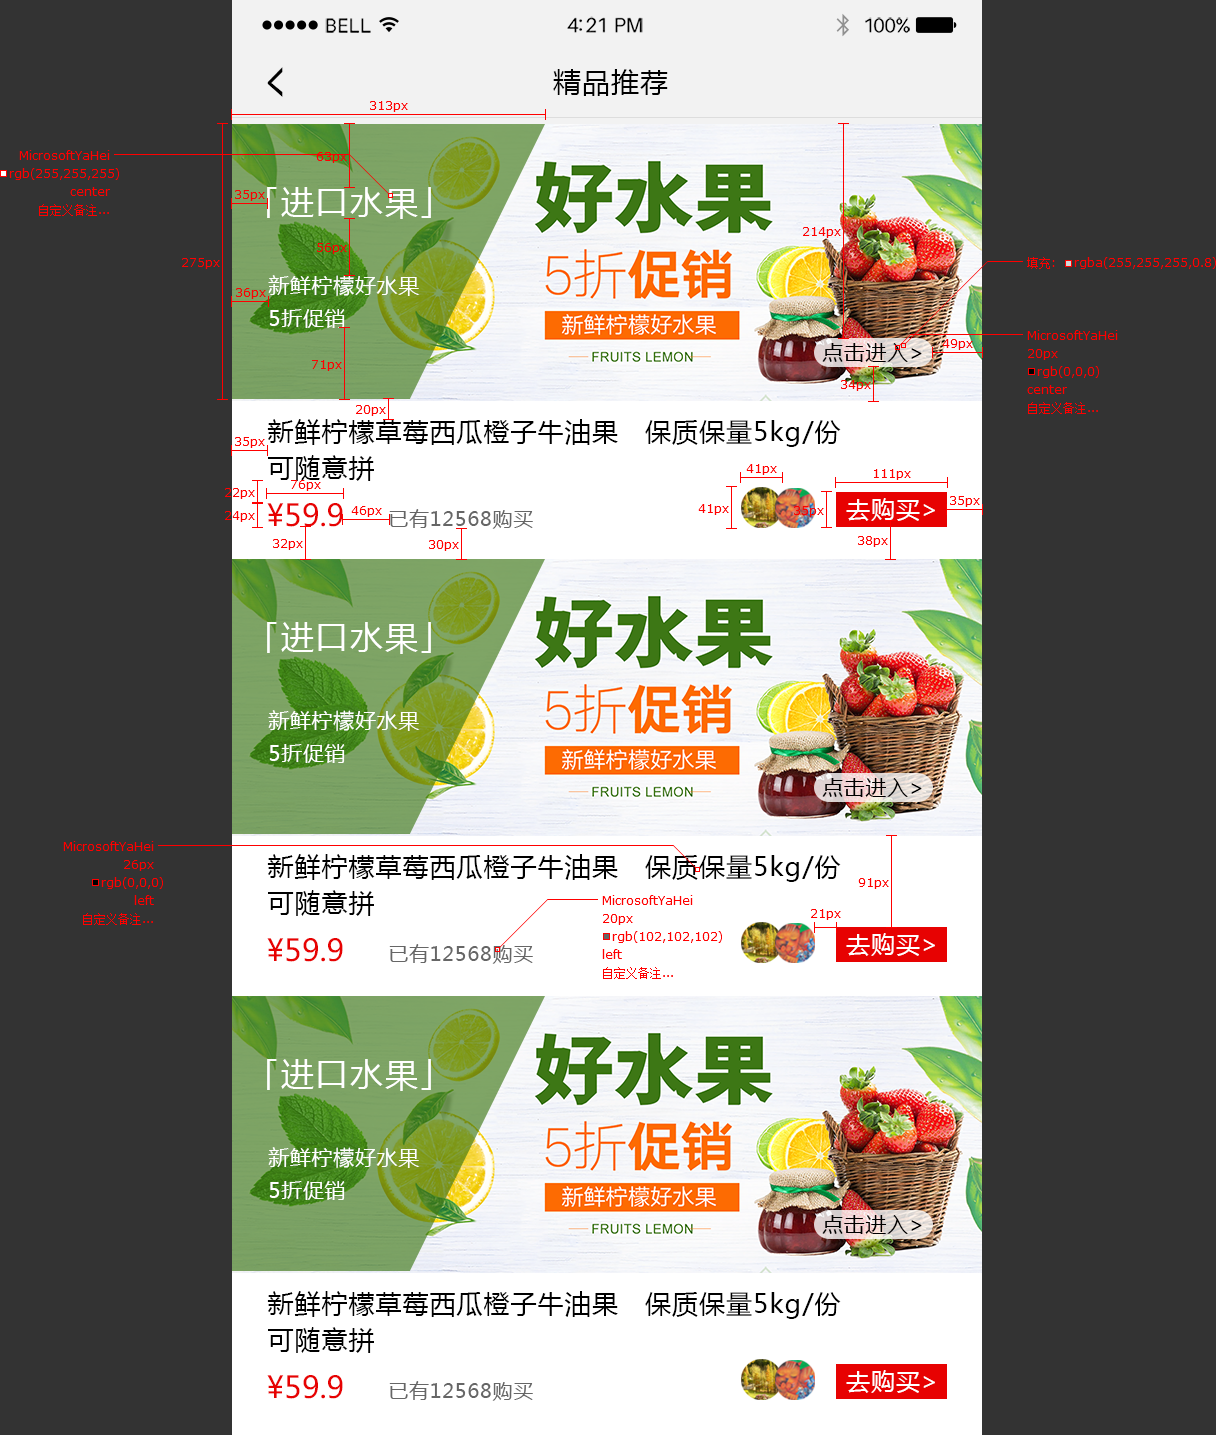 BELL 4:21 PM 100%
精品推荐
313px
MicrosoftYaHei
rgb(255,255,255)
center
自定义备注...
63px
35px
「进口水果」
好水果
275px
56px
214px
5折促销
填充: rgba(255,255,255,0.8)
36px
新鲜柠檬好水果
5折促销
新鲜柠檬好水果
FRUITS LEMON
点击进入>
49px
MicrosoftYaHei
20px
rgb(0,0,0)
center
自定义备注...
71px
34px
20px
新鲜柠檬草莓西瓜橙子牛油果 保质保量5kg/份
35px
可随意拼
22px
76px
41px
111px
24px
¥59.9
46px
已有12568购买
41px
35px
去购买>
35px
32px
30px
38px
「进口水果」
好水果
5折促销
新鲜柠檬好水果
5折促销
新鲜柠檬好水果
FRUITS LEMON
点击进入>
MicrosoftYaHei
26px
rgb(0,0,0)
left
自定义备注...
新鲜柠檬草莓西瓜橙子牛油果 保质保量5kg/份
可随意拼
91px
MicrosoftYaHei
20px
rgb(102,102,102)
left
自定义备注...
21px
¥59.9
已有12568购买
去购买>
「进口水果」
好水果
5折促销
新鲜柠檬好水果
5折促销
新鲜柠檬好水果
FRUITS LEMON
点击进入>
新鲜柠檬草莓西瓜橙子牛油果 保质保量5kg/份
可随意拼
¥59.9
已有12568购买
去购买>